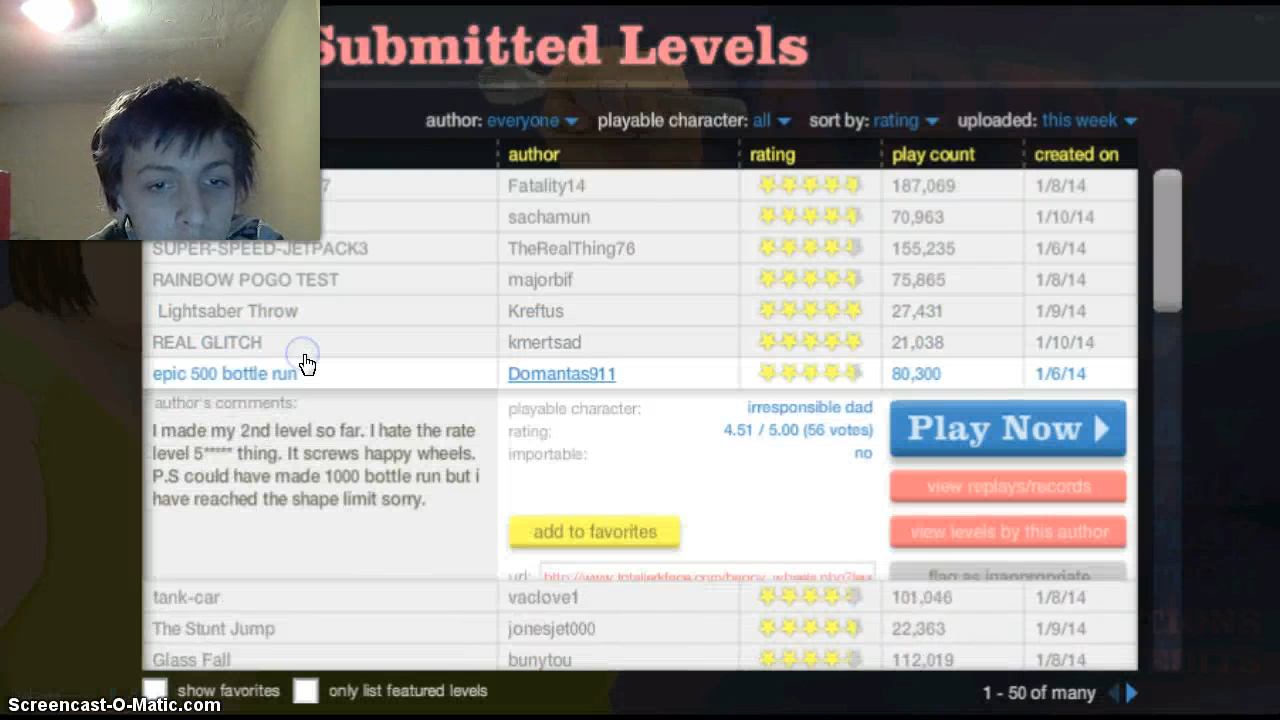 Submitted Levels
author: everyone playable character: all sort by: rating uploaded: this week
author rating play count created on
7 Fatality14 187,069 1/8/14
sachamun 70,963 1/10/14
SUPER-SPEED-JETPACK3 TheRealThing76 155,235 1/6/14
RAINBOW POGO TEST majorbif 75,865 1/8/14
Lightsaber Throw Kreftus 27,431 1/9/14
REAL GLITCH kmertsad 21,038 1/10/14
epic 500 bottle run Domantas911 80,300 1/6/14
author's comments:
I made my 2nd level so far. I hate the rate
level 5***** thing. It screws happy wheels.
P.S could have made 1000 bottle run but i
have reached the shape limit sorry.
playable character: irresponsible dad
rating: 4.51 / 5.00 (56 votes)
importable: no
add to favorites
Play Now
view replays/records
view levels by this author
flag as inappropriate
url:
tank-car vacløve1 101,046 1/8/14
The Stunt Jump jonesjet000 22,363 1/9/14
Glass Fall bunytou 112,019 1/8/14
show favorites only list featured levels 1 - 50 of many
Screencast-O-Matic.com